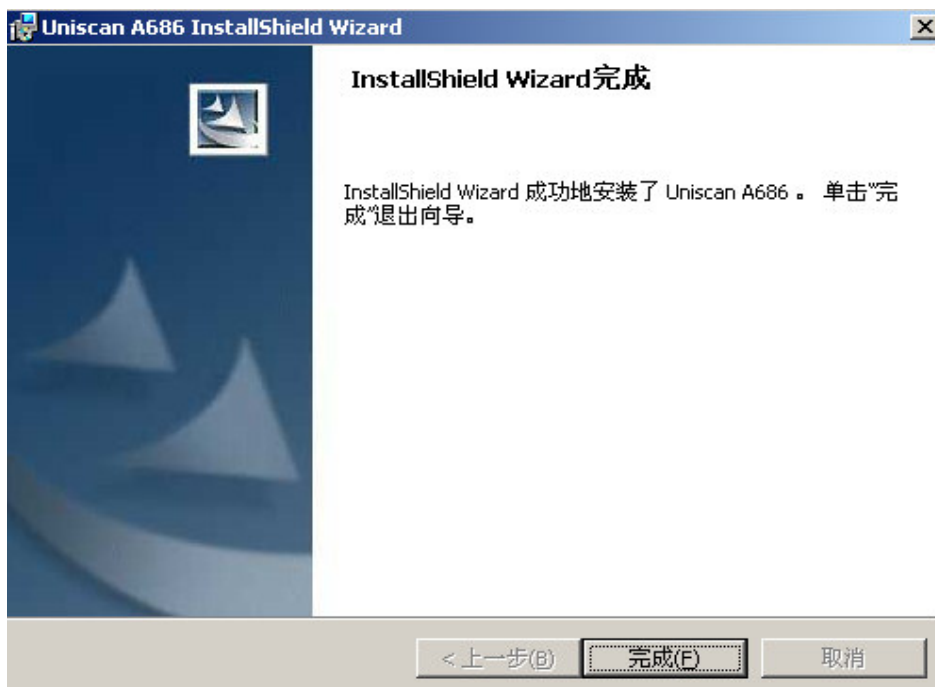 Uniscan A686 InstallShield Wizard
InstallShield Wizard完成
InstallShield Wizard 成功地安装了 Uniscan A686 。 单击“完
成”退出向导。
< 上一步(B)
完成(F)
取消